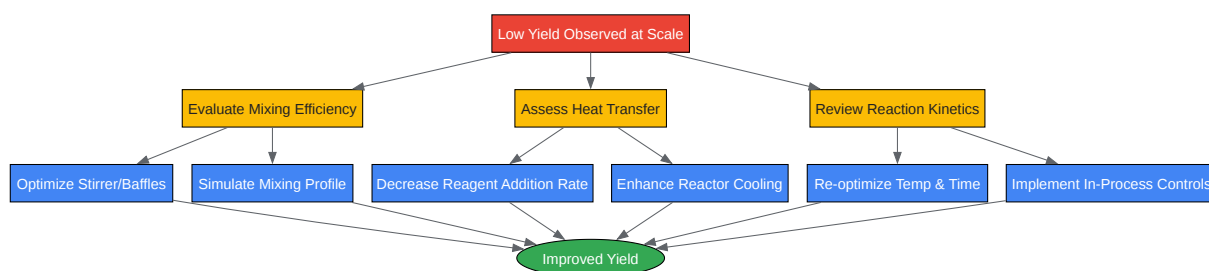 Low Yield Observed at Scale
Evaluate Mixing Efficiency
Assess Heat Transfer
Review Reaction Kinetics
Optimize Stirrer/Baffles
Simulate Mixing Profile
Decrease Reagent Addition Rate
Enhance Reactor Cooling
Re-optimize Temp & Time
Implement In-Process Controls
Improved Yield